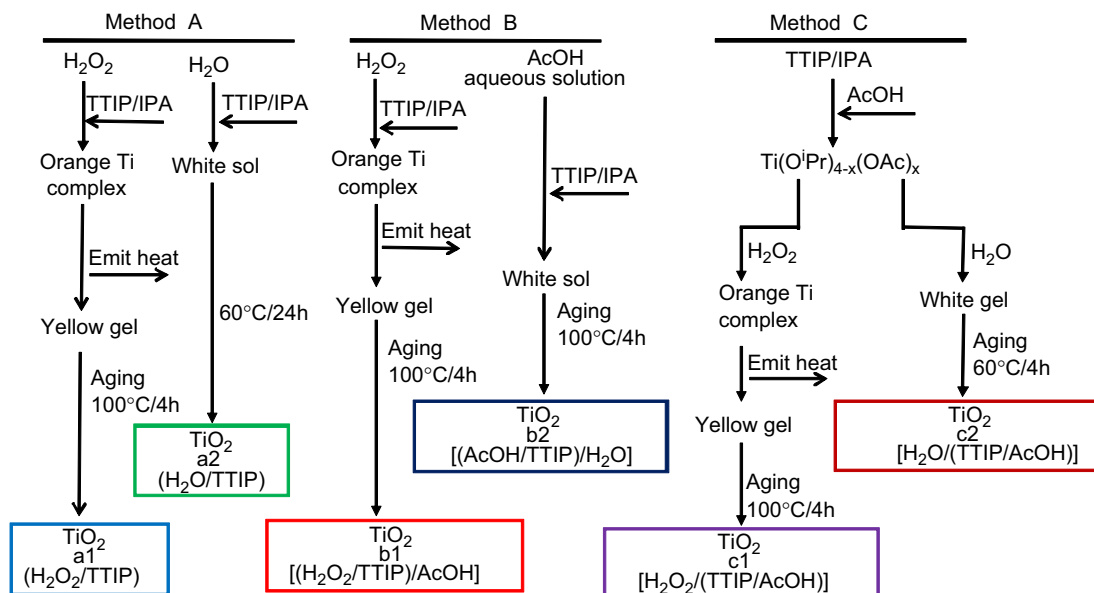 Method A
H₂O₂
TTIP/IPA
Orange Ti
complex
Emit heat
Yellow gel
Aging
100°C/4h
TiO₂
a1
(H₂O₂/TTIP)
H₂O
TTIP/IPA
White sol
60°C/24h
TiO₂
a2
(H₂O/TTIP)
Method B
H₂O₂
TTIP/IPA
Orange Ti
complex
Emit heat
Yellow gel
Aging
100°C/4h
TiO₂
b1
[(H₂O₂/TTIP)/AcOH]
AcOH
aqueous solution
TTIP/IPA
White sol
Aging
100°C/4h
TiO₂
b2
[(AcOH/TTIP)/H₂O]
Method C
TTIP/IPA
AcOH
Ti(OⁱPr)₄₋ₓ(OAc)ₓ
H₂O₂
Orange Ti
complex
Emit heat
Yellow gel
Aging
100°C/4h
TiO₂
c1
[H₂O₂/(TTIP/AcOH)]
H₂O
White gel
Aging
60°C/4h
TiO₂
c2
[H₂O/(TTIP/AcOH)]